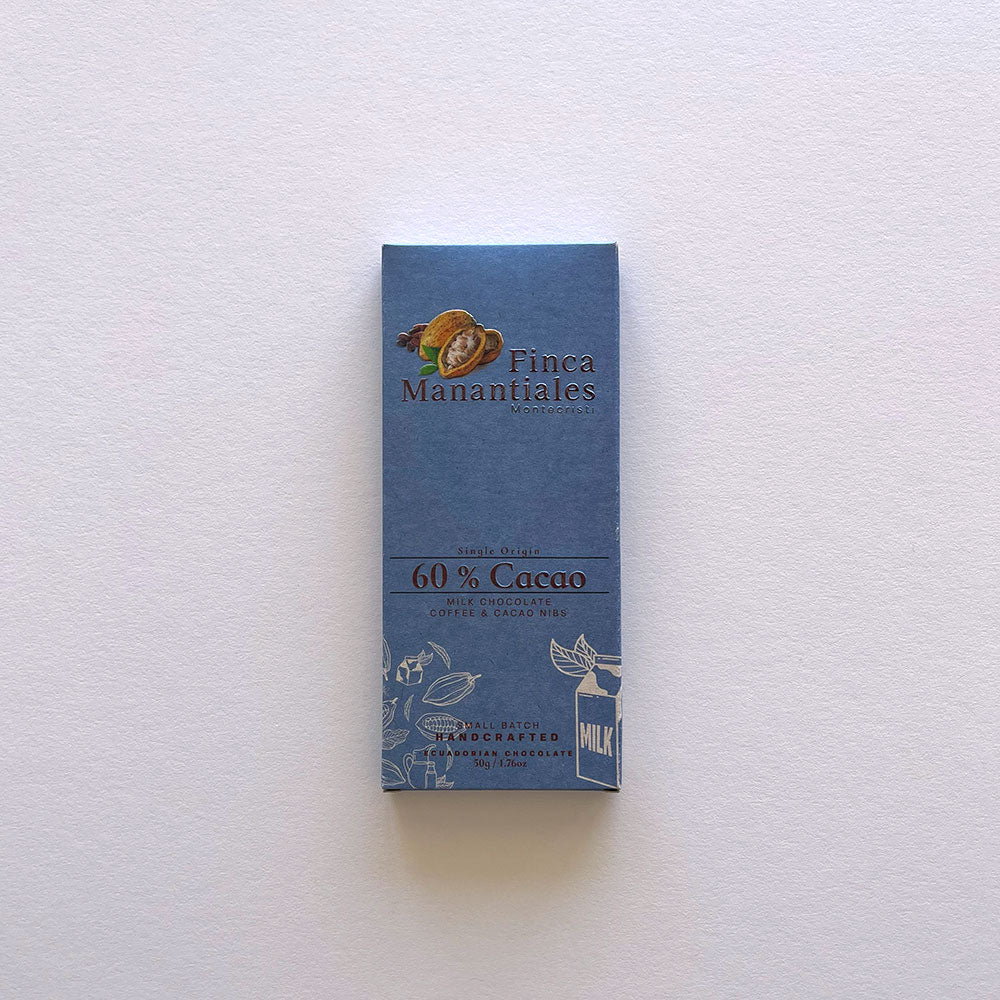 Finca
Manantiales
Montecristi
Single Origin
60 % Cacao
MILK CHOCOLATE
COFFEE & CACAO NIBS
SMALL BATCH
HANDCRAFTED
ECUADORIAN CHOCOLATE
50g / 1.76oz
MILK